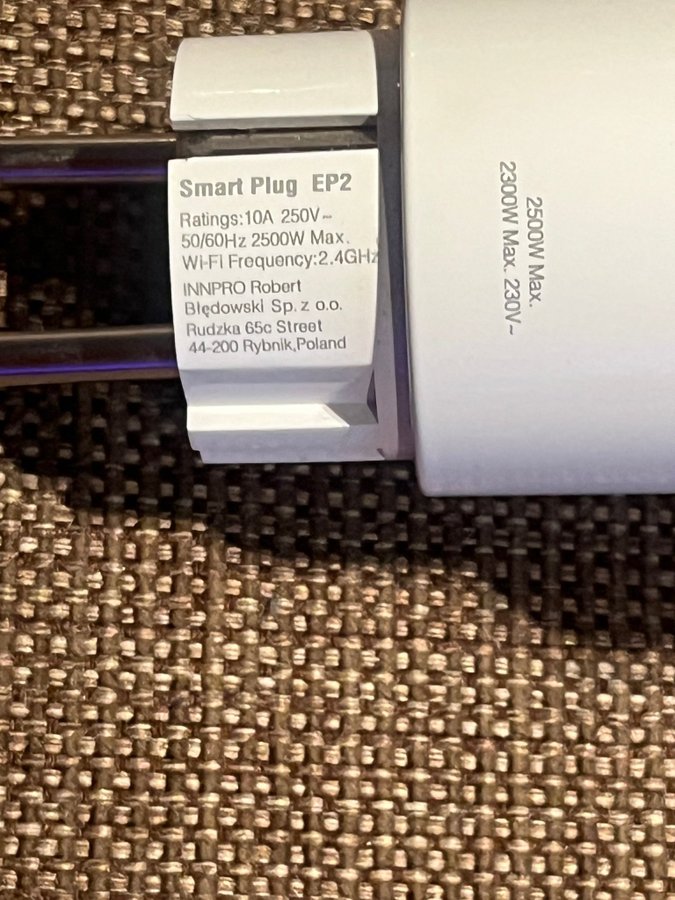 Smart Plug EP2
Ratings:10A 250V~
50/60Hz 2500W Max.
Wi-Fi Frequency:2.4GHz
INNPRO Robert
Błędowski Sp. z o.o.
Rudzka 65c Street
44-200 Rybnik,Poland
2500W Max.
2300W Max. 230V~